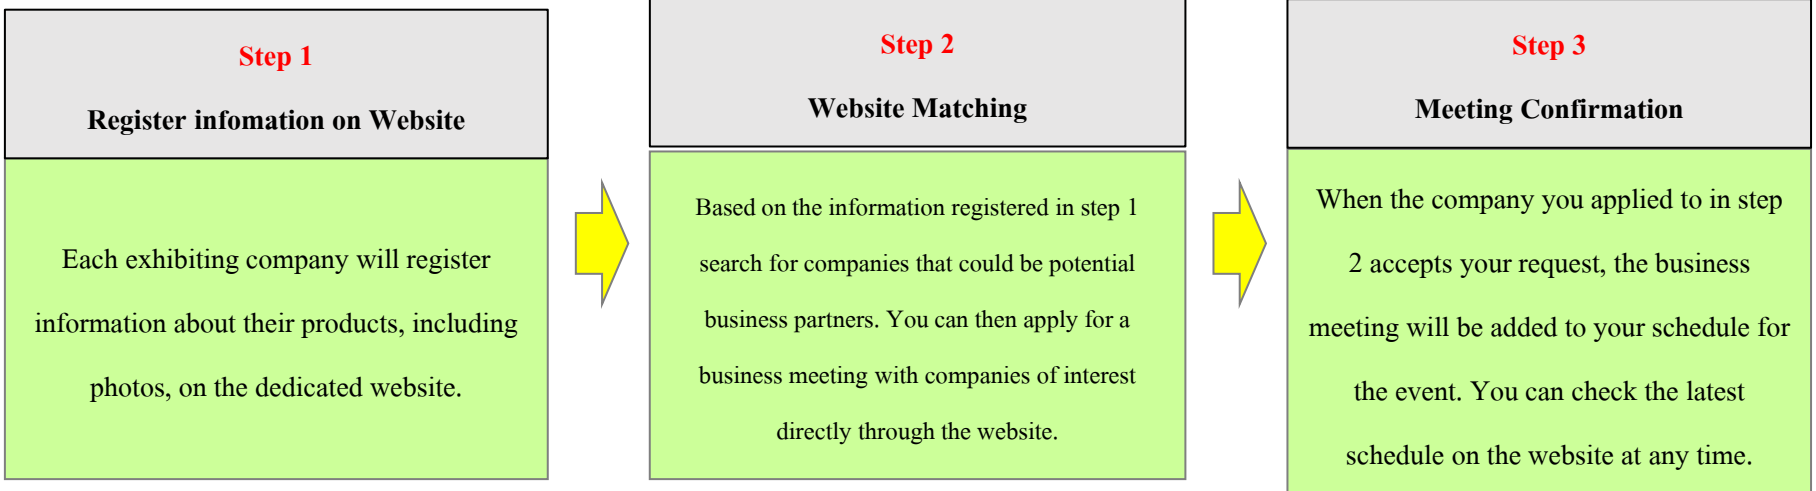 Step 1
Register infomation on Website
Each exhibiting company will register
information about their products, including
photos, on the dedicated website.
Step 2
Website Matching
Based on the information registered in step 1
search for companies that could be potential
business partners. You can then apply for a
business meeting with companies of interest
directly through the website.
Step 3
Meeting Confirmation
When the company you applied to in step
2 accepts your request, the business
meeting will be added to your schedule for
the event. You can check the latest
schedule on the website at any time.